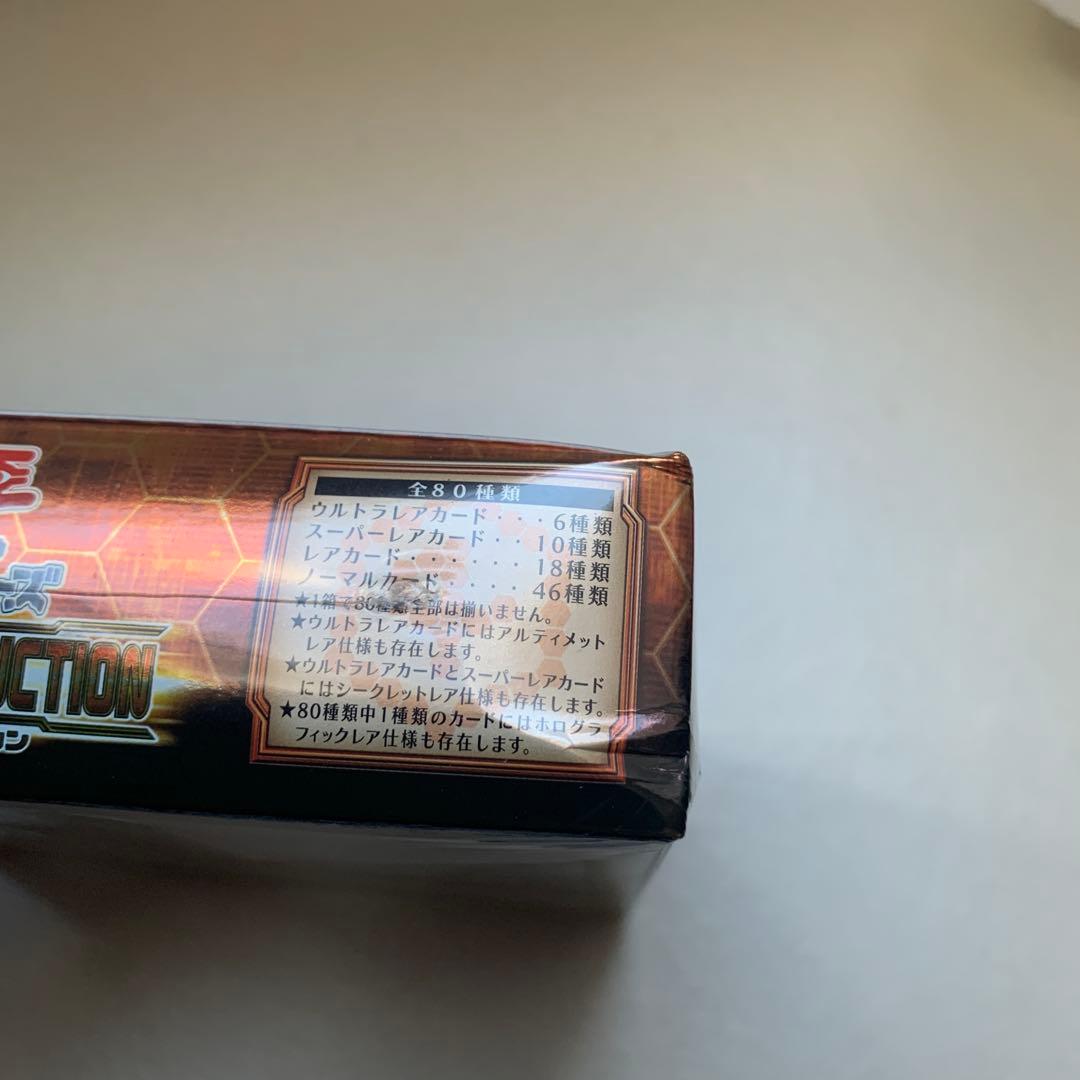 全80種類
ウルトラレアカード・・・6種類
スーパーレアカード・・10種類
レアカード・・・・・・18種類
ノーマルカード・・・・46種類
★1箱で80種類全部は揃いません。
★ウルトラレアカードにはアルティメット
レア仕様も存在します。
★ウルトラレアカードとスーパーレアカード
にはシークレットレア仕様も存在します。
★80種類中1種類のカードにはホログラ
フィックレア仕様も存在します。
ーズ
UCTION
ョン